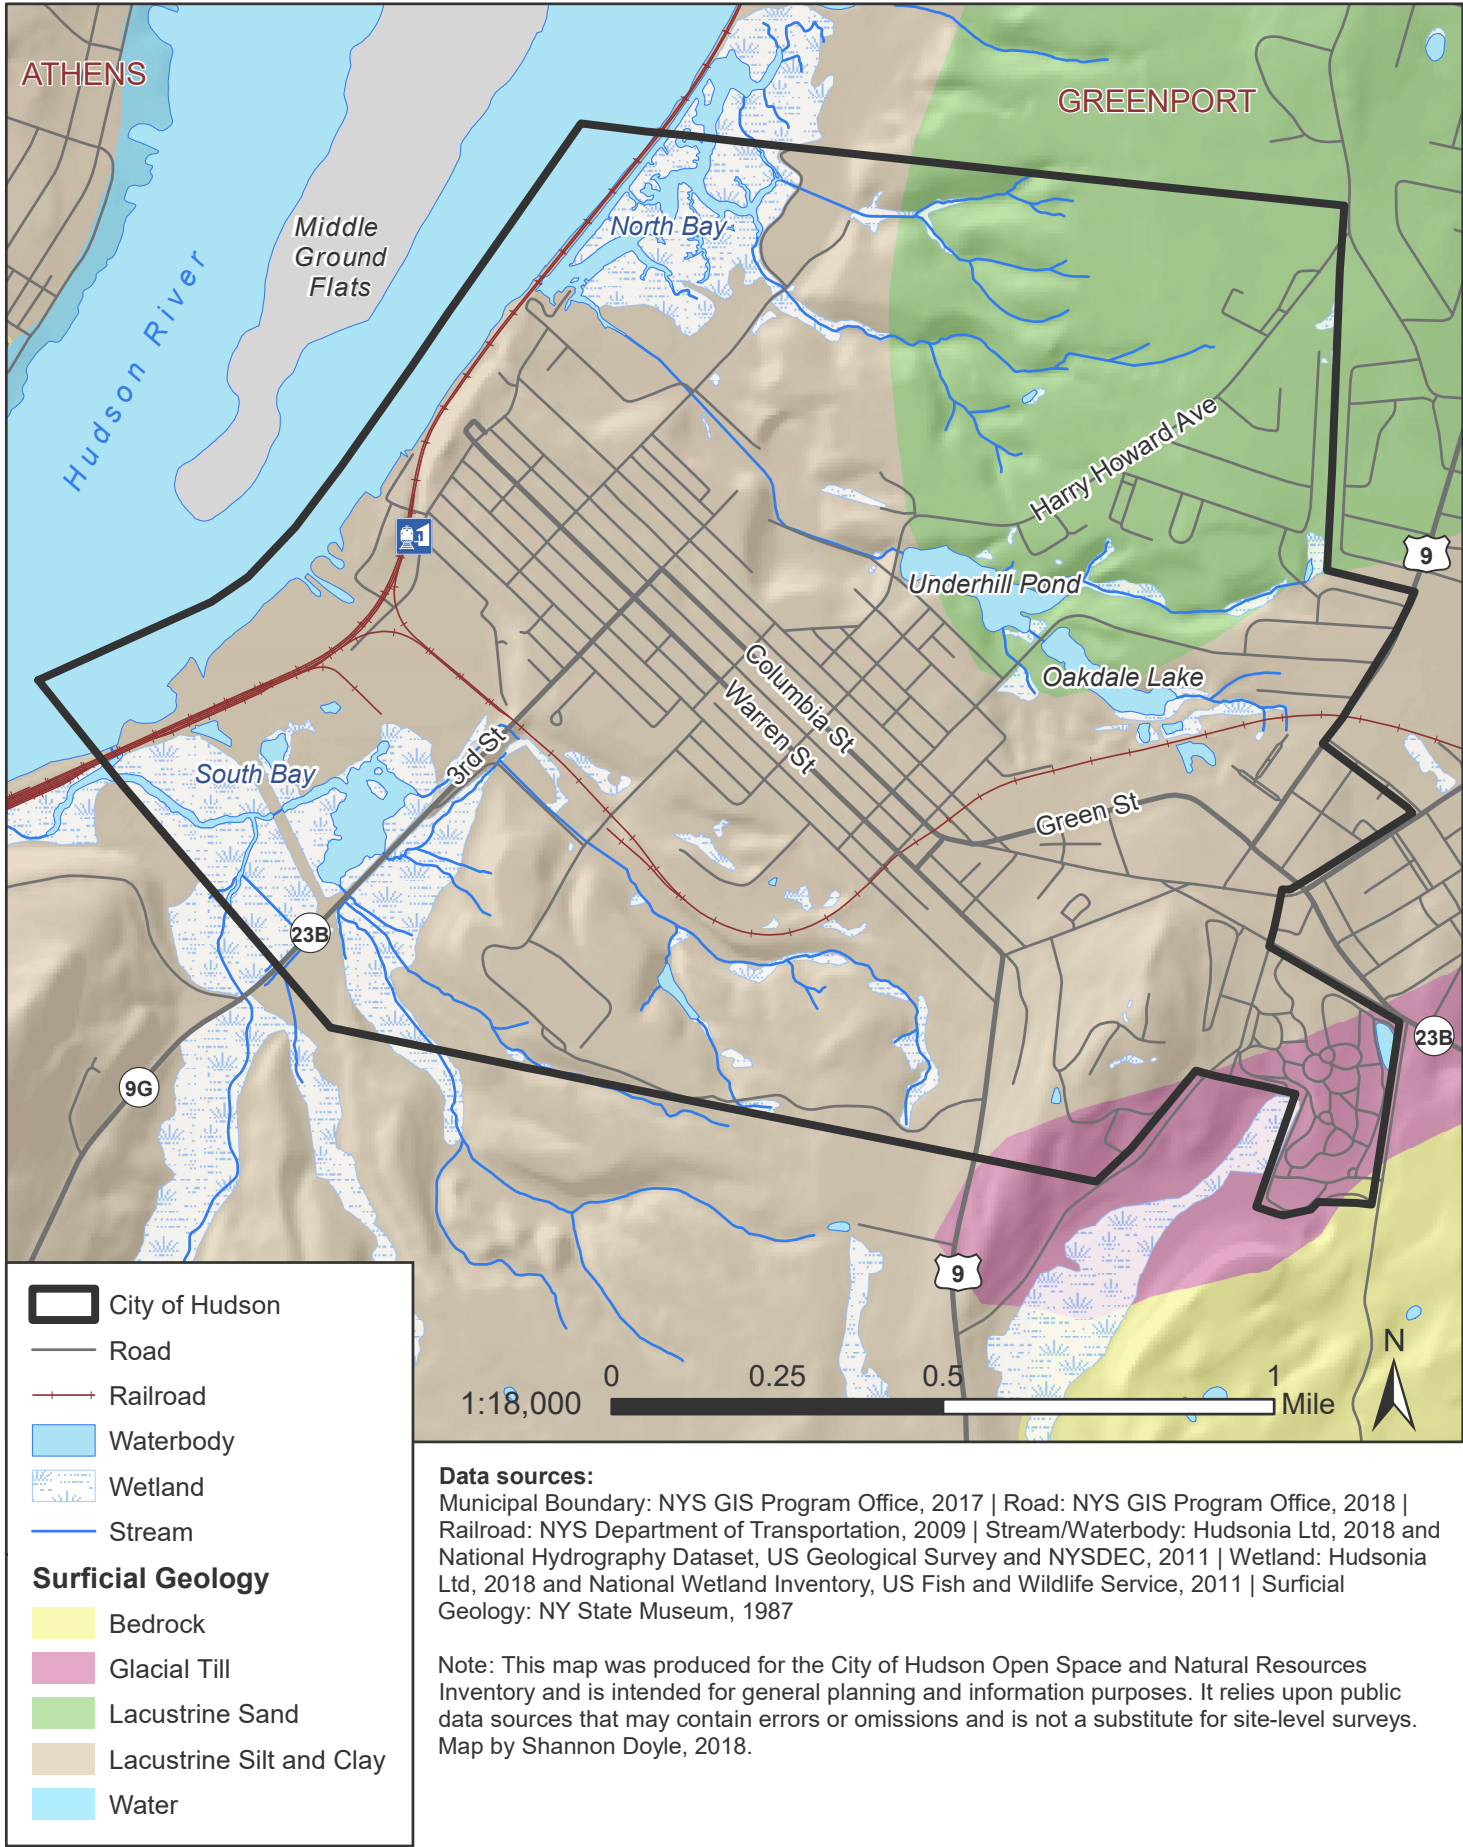 ATHENS
GREENPORT
Middle
Ground
Flats
North Bay
Hudson River
Harry Howard Ave
9
Underhill Pond
Oakdale Lake
Columbia St
Warren St
3rd St
South Bay
Green St
23B
23B
9G
9
City of Hudson
Road
Railroad
Waterbody
Wetland
Stream
Surficial Geology
Bedrock
Glacial Till
Lacustrine Sand
Lacustrine Silt and Clay
Water
0 0.25 0.5 1
1:18,000 Mile
N
Data sources:
Municipal Boundary: NYS GIS Program Office, 2017 | Road: NYS GIS Program Office, 2018 |
Railroad: NYS Department of Transportation, 2009 | Stream/Waterbody: Hudsonia Ltd, 2018 and
National Hydrography Dataset, US Geological Survey and NYSDEC, 2011 | Wetland: Hudsonia
Ltd, 2018 and National Wetland Inventory, US Fish and Wildlife Service, 2011 | Surficial
Geology: NY State Museum, 1987
Note: This map was produced for the City of Hudson Open Space and Natural Resources
Inventory and is intended for general planning and information purposes. It relies upon public
data sources that may contain errors or omissions and is not a substitute for site-level surveys.
Map by Shannon Doyle, 2018.